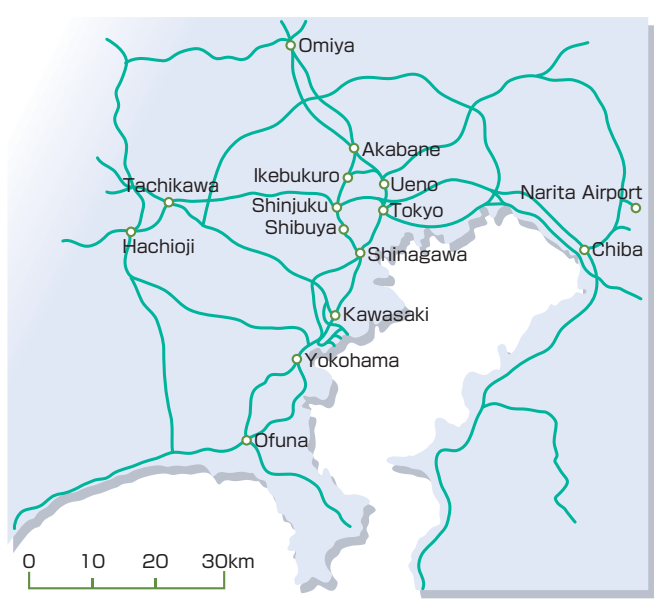 Omiya
Akabane
Ikebukuro
Ueno
Narita Airport
Tachikawa
Shinjuku
Tokyo
Shibuya
Hachioji
Shinagawa
Chiba
Kawasaki
Yokohama
Ofuna
0 10 20 30km